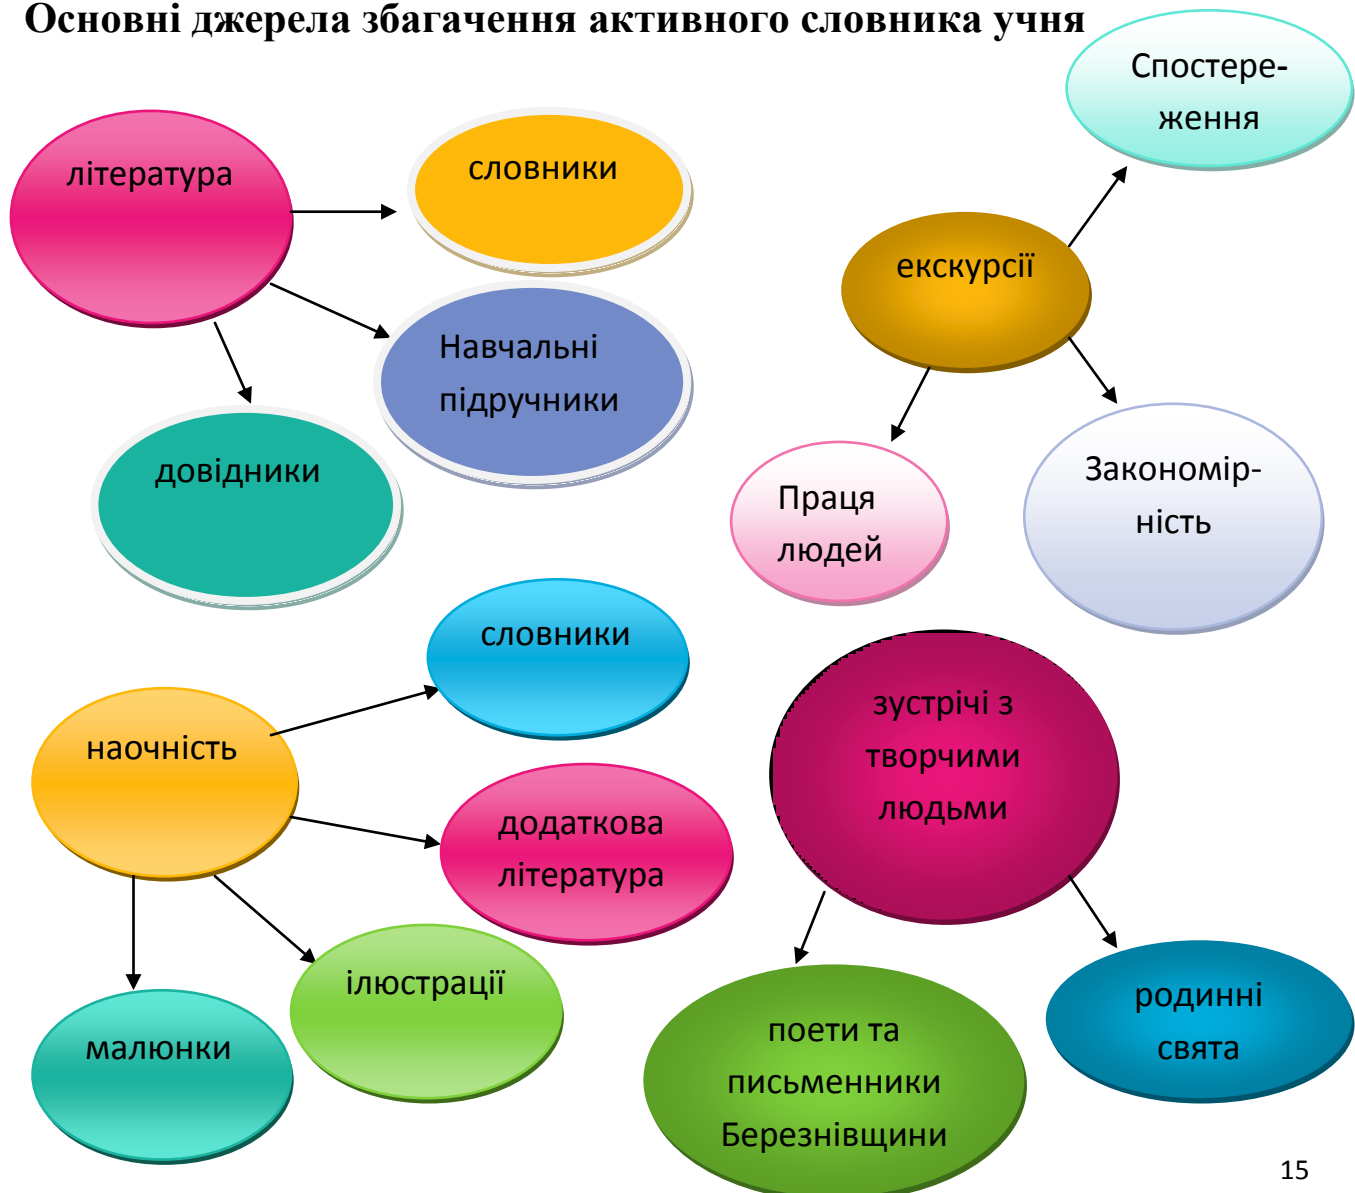 Основні джерела збагачення активного словника учня
література
словники
Навчальні
підручники
довідники
Спостере-
ження
екскурсії
Праця
людей
Закономір-
ність
наочність
словники
додаткова
література
ілюстрації
малюнки
зустрічі з
творчими
людьми
поети та
письменники
Березнівщини
родинні
свята
15